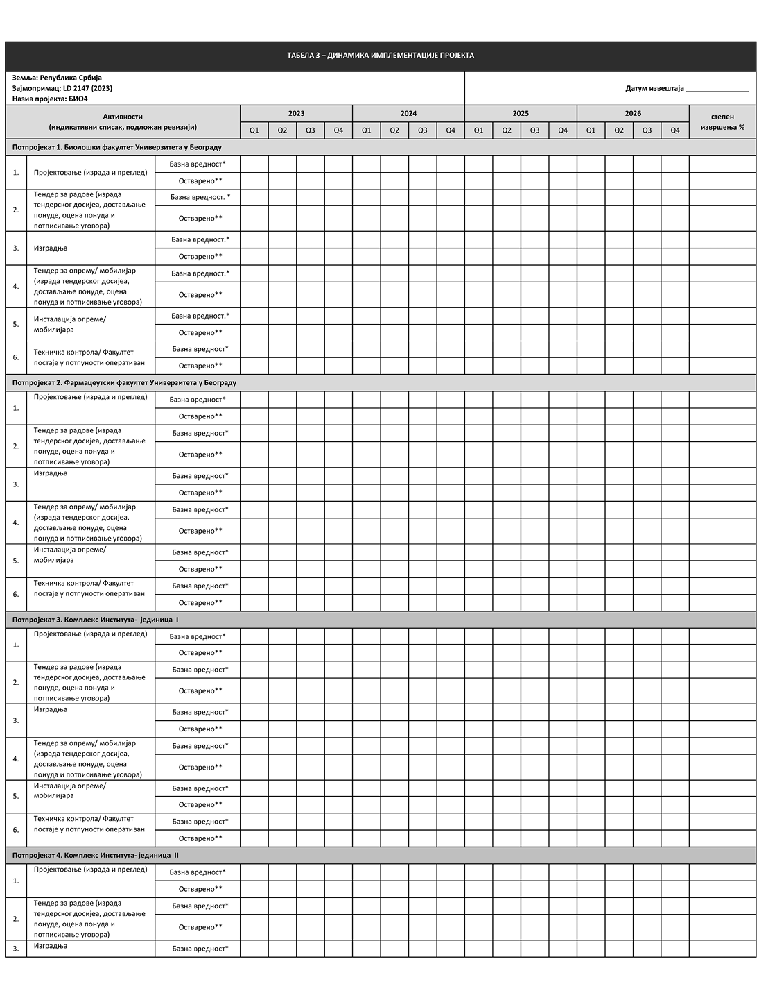 ТАБЕЛА 3 – ДИНАМИКА ИМПЛЕМЕНТАЦИЈЕ ПРОЈЕКТА
Земља: Република Србија
Зајмопримац: LD 2147 (2023)
Назив пројекта: БИО4
Датум извештаја _______________
Активности
(индикативни списак, подложан ревизији)
2023
2024
2025
2026
степен
извршења %
Q1 Q2 Q3 Q4 Q1 Q2 Q3 Q4 Q1 Q2 Q3 Q4 Q1 Q2 Q3 Q4
Потпројекат 1. Биолошки факултет Универзитета у Београду
1.
Пројектовање (израда и преглед)
Базна вредност*
Остварено**
2.
Тендер за радове (израда
тендерског досијеа, достављање
понуде, оцена понуда и
потписивање уговора)
Базна вредност. *
Остварено**
3.
Изградња
Базна вредност.*
Остварено**
4.
Тендер за опрему/ мобилијар
(израда тендерског досијеа,
достављање понуде, оцена
понуда и потписивање уговора)
Базна вредност.*
Остварено**
5.
Инсталација опреме/
мобилијара
Базна вредност.*
Остварено**
6.
Техничка контрола/ Факултет
постаје у потпуности оперативан
Базна вредност*
Остварено**
Потпројекат 2. Фармацеутски факултет Универзитета у Београду
1.
Пројектовање (израда и преглед)
Базна вредност*
Остварено**
2.
Тендер за радове (израда
тендерског досијеа, достављање
понуде, оцена понуда и
потписивање уговора)
Базна вредност*
Остварено**
3.
Изградња
Базна вредност*
Остварено**
4.
Тендер за опрему/ мобилијар
(израда тендерског досијеа,
достављање понуде, оцена
понуда и потписивање уговора)
Базна вредност*
Остварено**
5.
Инсталација опреме/
мобилијара
Базна вредност*
Остварено**
6.
Техничка контрола/ Факултет
постаје у потпуности оперативан
Базна вредност*
Остварено**
Потпројекат 3. Комплекс Института- јединица I
1.
Пројектовање (израда и преглед)
Базна вредност*
Остварено**
2.
Тендер за радове (израда
тендерског досијеа, достављање
понуде, оцена понуда и
потписивање уговора)
Базна вредност*
Остварено**
3.
Изградња
Базна вредност*
Остварено**
4.
Тендер за опрему/ мобилијар
(израда тендерског досијеа,
достављање понуде, оцена
понуда и потписивање уговора)
Базна вредност*
Остварено**
5.
Инсталација опреме/
мобилијара
Базна вредност*
Остварено**
6.
Техничка контрола/ Факултет
постаје у потпуности оперативан
Базна вредност*
Остварено**
Потпројекат 4. Комплекс Института- јединица II
1.
Пројектовање (израда и преглед)
Базна вредност*
Остварено**
2.
Тендер за радове (израда
тендерског досијеа, достављање
понуде, оцена понуда и
потписивање уговора)
Базна вредност*
Остварено**
3.
Изградња
Базна вредност*